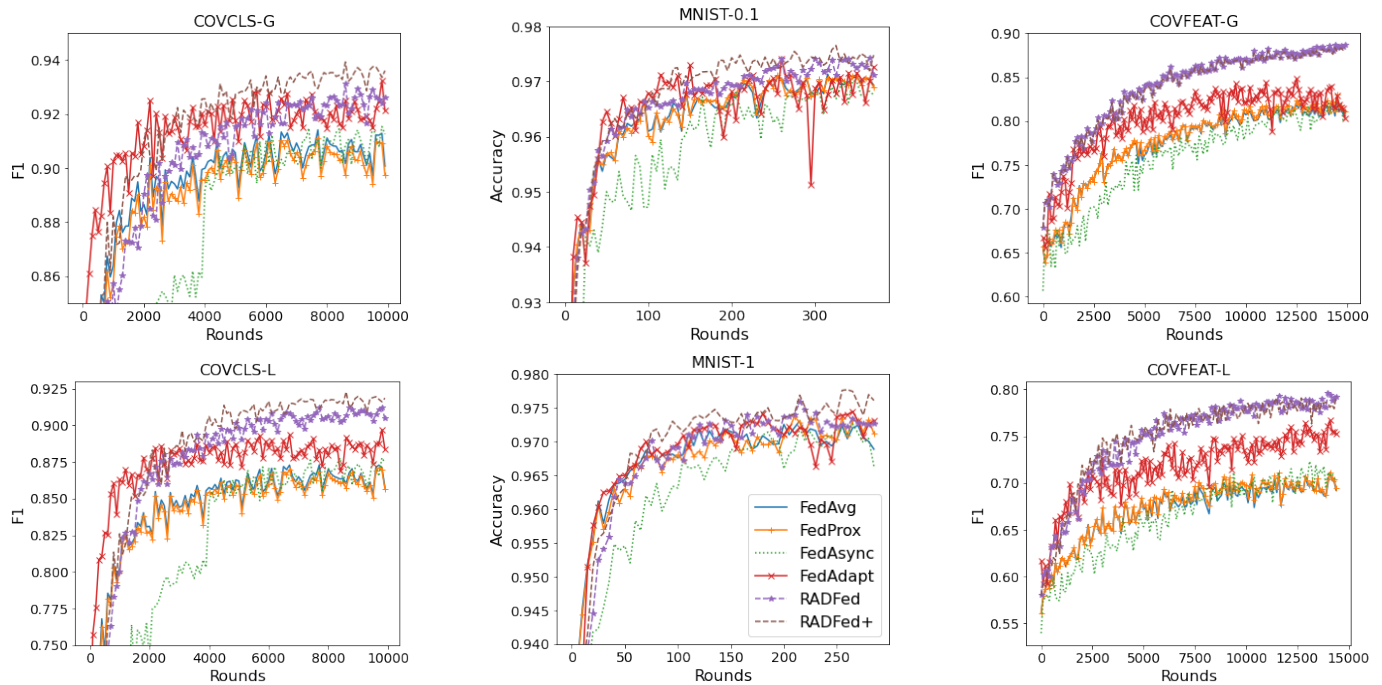 COVCLS-G
F1
0.94
0.92
0.90
0.88
0.86
0 2000 4000 6000 8000 10000
Rounds
MNIST-0.1
Accuracy
0.98
0.97
0.96
0.95
0.94
0.93
0 100 200 300
Rounds
COVFEAT-G
F1
0.90
0.85
0.80
0.75
0.70
0.65
0.60
0 2500 5000 7500 10000 12500 15000
Rounds
COVCLS-L
F1
0.925
0.900
0.875
0.850
0.825
0.800
0.775
0.750
0 2000 4000 6000 8000 10000
Rounds
MNIST-1
Accuracy
0.980
0.975
0.970
0.965
0.960
0.955
0.950
0.945
0.940
0 50 100 150 200 250
Rounds
FedAvg
FedProx
FedAsync
FedAdapt
RADFed
RADFed+
COVFEAT-L
F1
0.80
0.75
0.70
0.65
0.60
0.55
0 2500 5000 7500 10000 12500 15000
Rounds